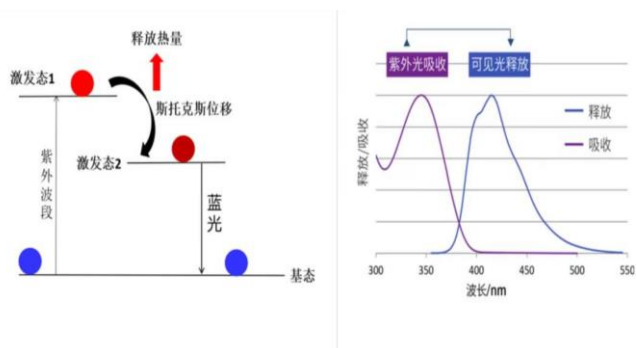 释放热量
激发态1
斯托克斯位移
激发态2
紫外波段
蓝光
基态
紫外光吸收
可见光释放
释放
吸收
释放/吸收
300 350 400 450 500 550
波长/nm